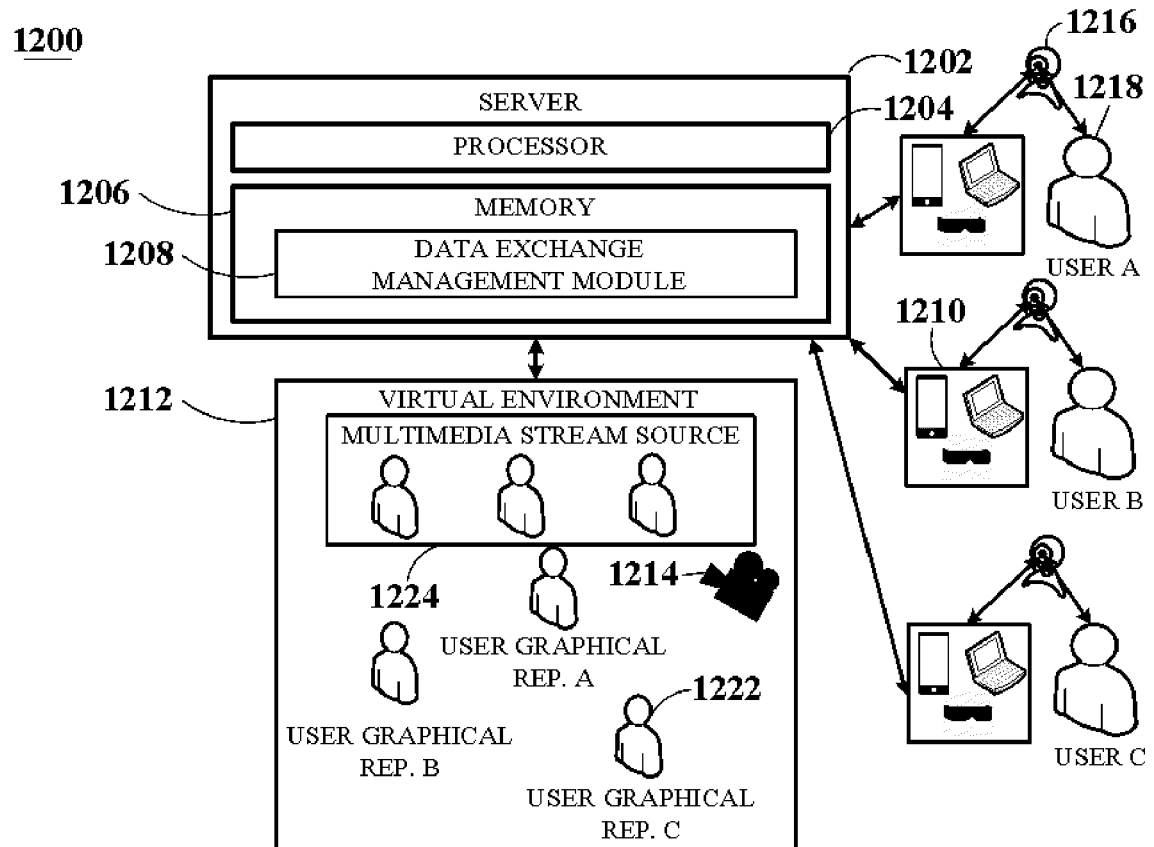 1200
1216
1202
1218
SERVER
1204
PROCESSOR
1206
MEMORY
1208
DATA EXCHANGE
MANAGEMENT MODULE
USER A
1210
1212
VIRTUAL ENVIRONMENT
MULTIMEDIA STREAM SOURCE
USER B
1214
1224
USER GRAPHICAL
REP. A
1222
USER GRAPHICAL
REP. B
USER C
USER GRAPHICAL
REP. C